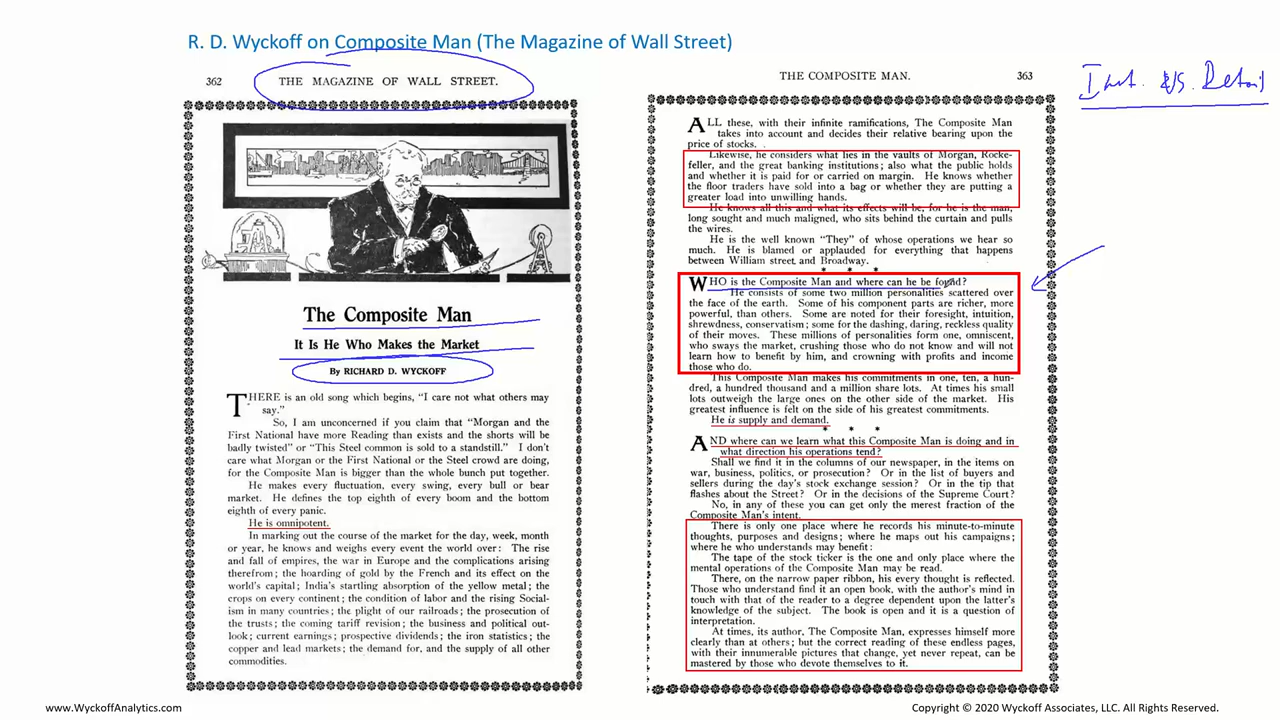 R. D. Wyckoff on Composite Man (The Magazine of Wall Street)
362
THE MAGAZINE OF WALL STREET.
The Composite Man
It Is He Who Makes the Market
By RICHARD D. WYCKOFF
THERE is an old song which begins, "I care not what others may
say."
So, I am unconcerned if you claim that "Morgan and the
First National have more Reading than exists and the shorts will be
badly twisted" or "This Steel common is sold to a standstill." I don't
care what Morgan or the First National or the Steel crowd are doing,
for the Composite Man is bigger than the whole bunch put together.
He makes every fluctuation, every swing, every bull or bear
market. He defines the top eighth of every boom and the bottom
eighth of every panic.
He is omnipotent.
In marking out the course of the market for the day, week, month
or year, he knows and weighs every event the world over: The rise
and fall of empires, the war in Europe and the complications arising
therefrom; the hoarding of gold by the French and its effect on the
world's capital; India's startling absorption of the yellow metal; the
crops on every continent; the condition of labor and the rising Social-
ism in many countries; the plight of our railroads; the prosecution of
the trusts; the coming tariff revision; the business and political out-
look; current earnings; prospective dividends; the iron statistics; the
copper and lead markets; the demand for, and the supply of all other
commodities.
THE COMPOSITE MAN.
363
Inst. v/s. Retail
ALL these, with their infinite ramifications, The Composite Man
takes into account and decides their relative bearing upon the
price of stocks.
Likewise, he considers what lies in the vaults of Morgan, Rocke-
feller, and the great banking institutions; also what the public holds
and whether it is paid for or carried on margin. He knows whether
the floor traders have sold into a bag or whether they are putting a
greater load into unwilling hands.
He knows all this and what its effects will be, for he is the man,
long sought and much maligned, who sits behind the curtain and pulls
the wires.
He is the well known "They" of whose operations we hear so
much. He is blamed or applauded for everything that happens
between William street and Broadway.
* * *
WHO is the Composite Man and where can he be found?
He consists of some two million personalities scattered over
the face of the earth. Some of his component parts are richer, more
powerful, than others. Some are noted for their foresight, intuition,
shrewdness, conservatism; some for the dashing, daring, reckless quality
of their moves. These millions of personalities form one, omniscient,
who sways the market, crushing those who do not know and will not
learn how to benefit by him, and crowning with profits and income
those who do.
This Composite Man makes his commitments in one, ten, a hun-
dred, a hundred thousand and a million share lots. At times his small
lots outweigh the large ones on the other side of the market. His
greatest influence is felt on the side of his greatest commitments.
He is supply and demand.
* * *
AND where can we learn what this Composite Man is doing and in
what direction his operations tend?
Shall we find it in the columns of our newspaper, in the items on
war, business, politics, or prosecution? Or in the list of buyers and
sellers during the day's stock exchange session? Or in the tip that
flashes about the Street? Or in the decisions of the Supreme Court?
No, in any of these you can get only the merest fraction of the
Composite Man's intent.
There is only one place where he records his minute-to-minute
thoughts, purposes and designs; where he maps out his campaigns;
where he who understands may benefit:
The tape of the stock ticker is the one and only place where the
mental operations of the Composite Man may be read.
There, on the narrow paper ribbon, his every thought is reflected.
Those who understand find it an open book, with the author's mind in
touch with that of the reader to a degree dependent upon the latter's
knowledge of the subject. The book is open and it is a question of
interpretation.
At times, its author, The Composite Man, expresses himself more
clearly than at others; but the correct reading of these endless pages,
with their innumerable pictures that change, yet never repeat, can be
mastered by those who devote themselves to it.
www.WyckoffAnalytics.com
Copyright © 2020 Wyckoff Associates, LLC. All Rights Reserved.